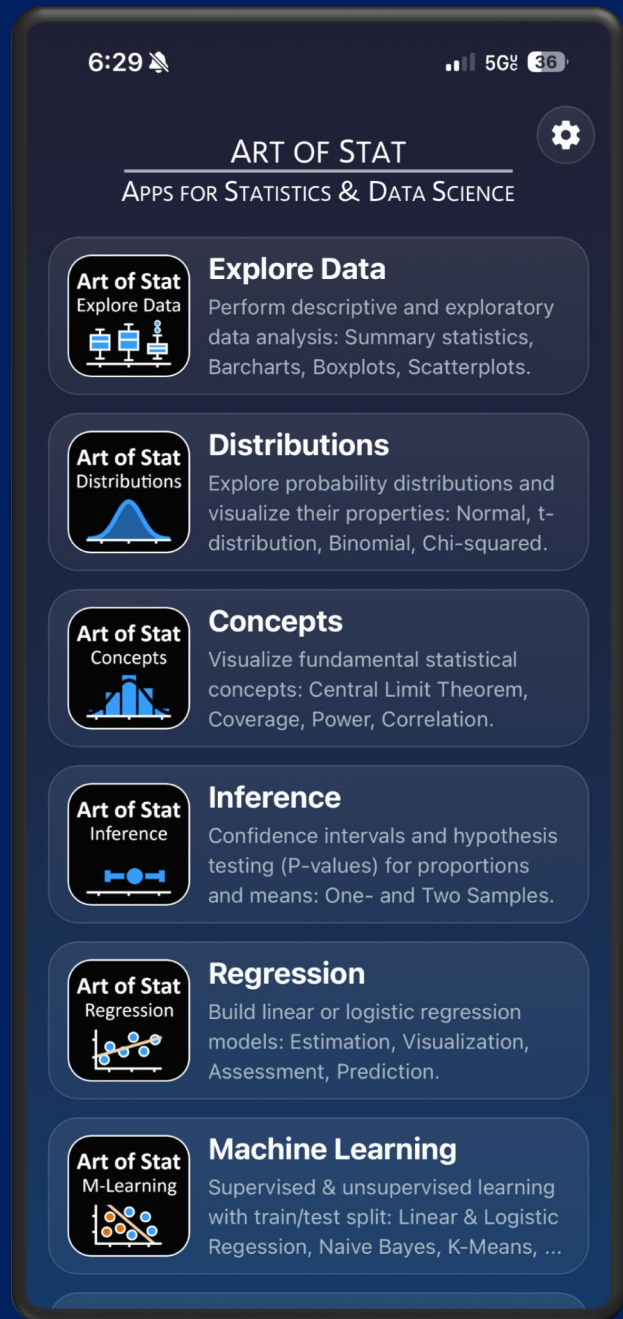 6:29
5G 36
ART OF STAT
APPS FOR STATISTICS & DATA SCIENCE
Art of Stat
Explore Data
Explore Data
Perform descriptive and exploratory
data analysis: Summary statistics,
Barcharts, Boxplots, Scatterplots.
Art of Stat
Distributions
Distributions
Explore probability distributions and
visualize their properties: Normal, t-
distribution, Binomial, Chi-squared.
Art of Stat
Concepts
Concepts
Visualize fundamental statistical
concepts: Central Limit Theorem,
Coverage, Power, Correlation.
Art of Stat
Inference
Inference
Confidence intervals and hypothesis
testing (P-values) for proportions
and means: One- and Two Samples.
Art of Stat
Regression
Regression
Build linear or logistic regression
models: Estimation, Visualization,
Assessment, Prediction.
Art of Stat
M-Learning
Machine Learning
Supervised & unsupervised learning
with train/test split: Linear & Logistic
Regession, Naive Bayes, K-Means, ...